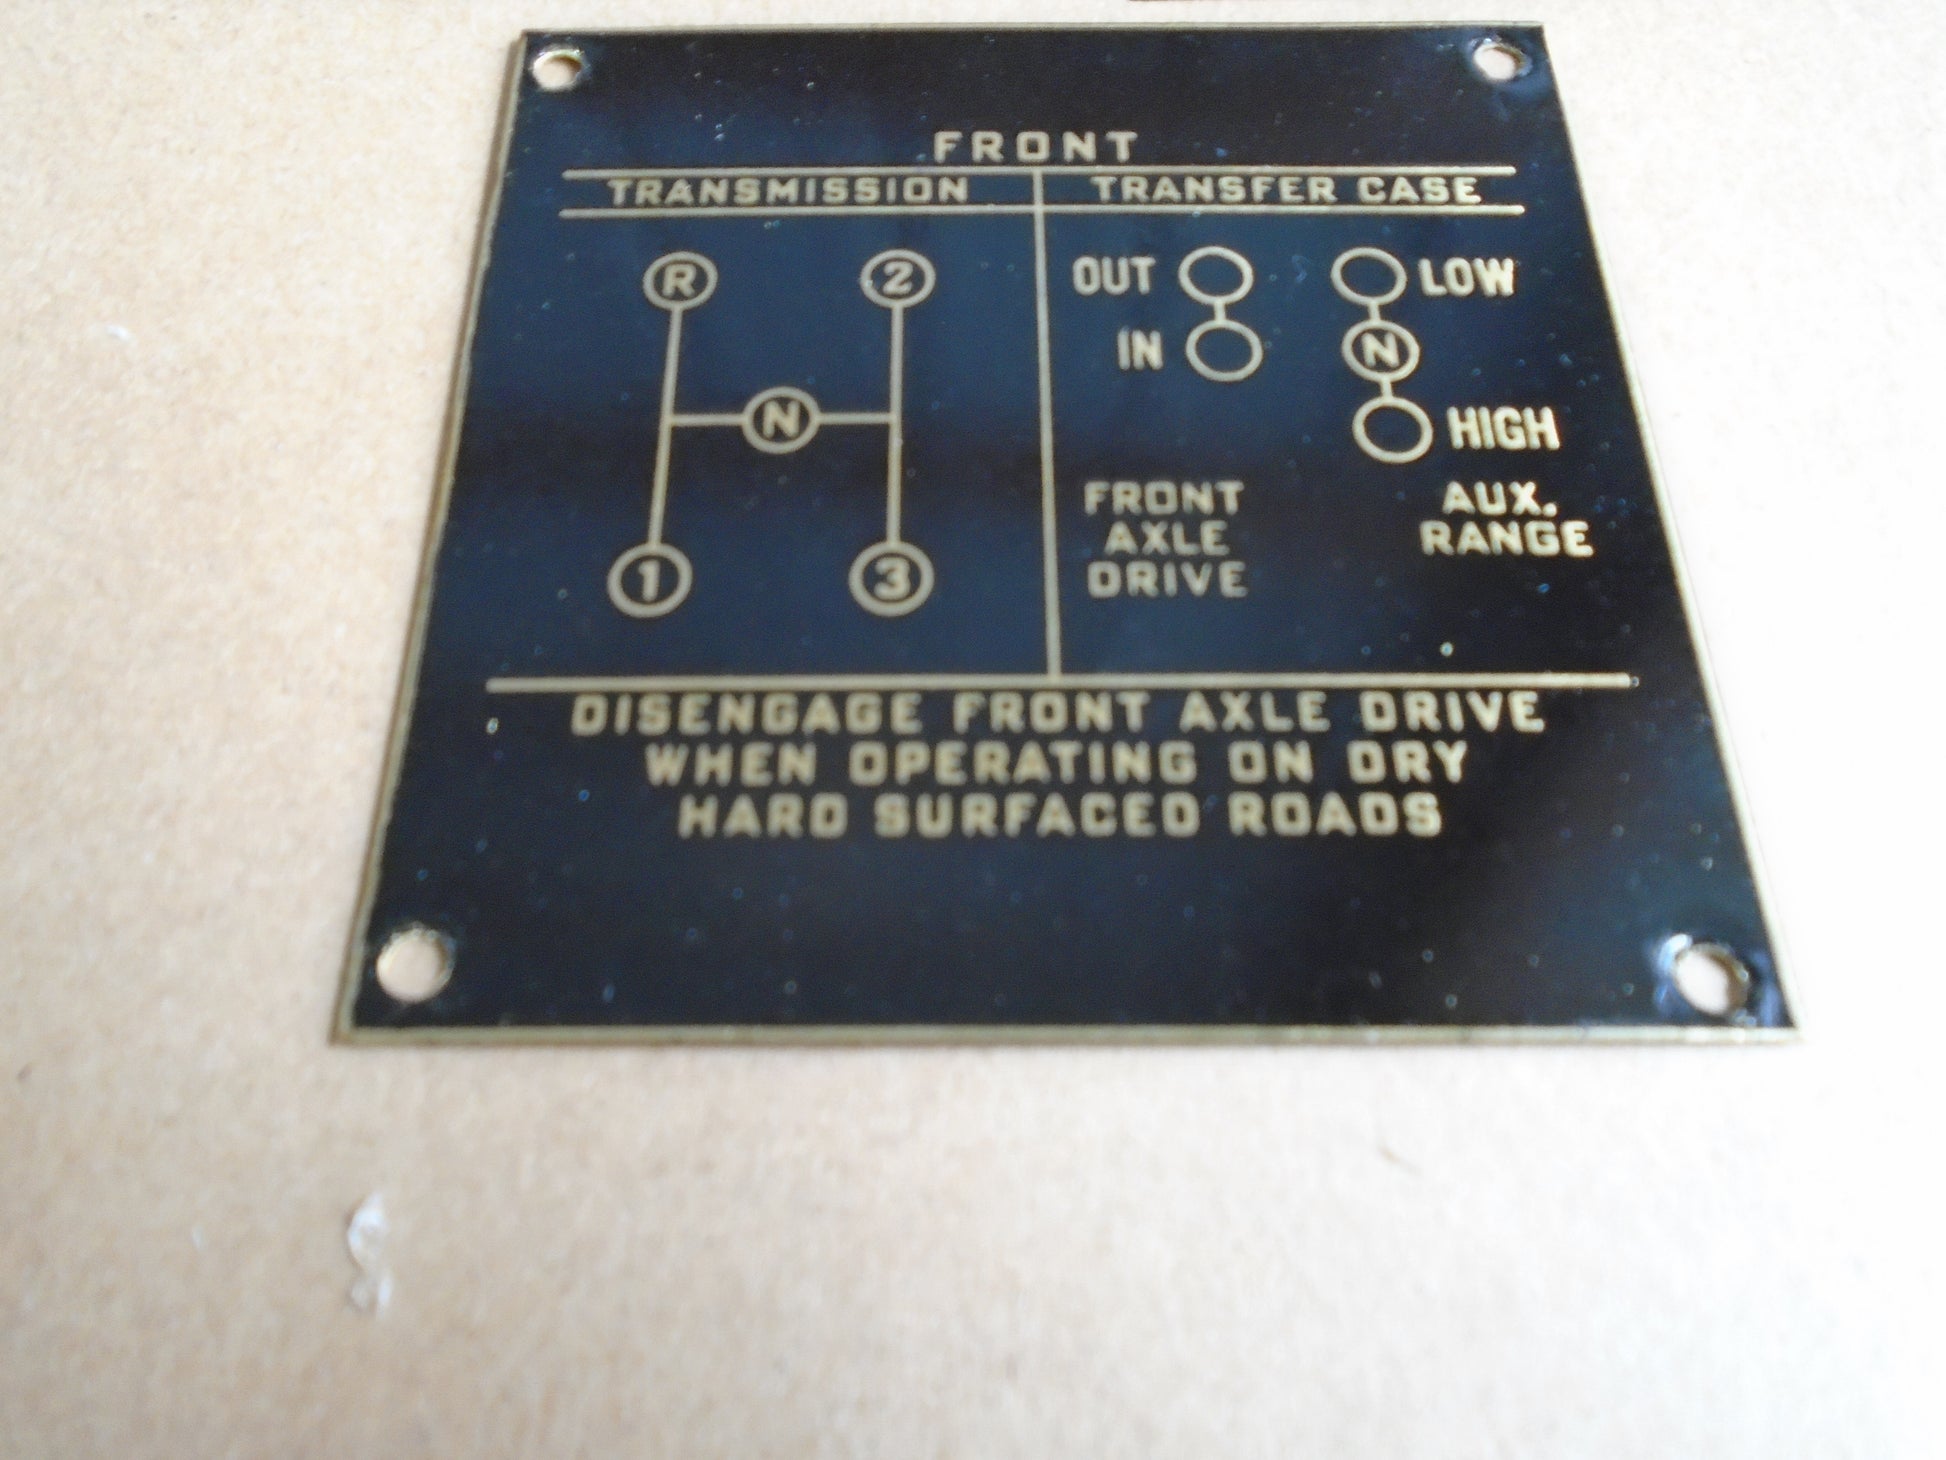 FRONT
TRANSMISSION TRANSFER CASE
R 2 OUT LOW
IN N
N HIGH
FRONT AUX.
AXLE RANGE
1 3 DRIVE
DISENGAGE FRONT AXLE DRIVE
WHEN OPERATING ON DRY
HARD SURFACED ROADS